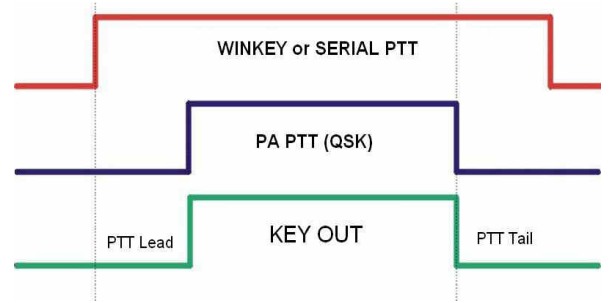 WINKEY or SERIAL PTT
PA PTT (QSK)
PTT Lead
KEY OUT
PTT Tail